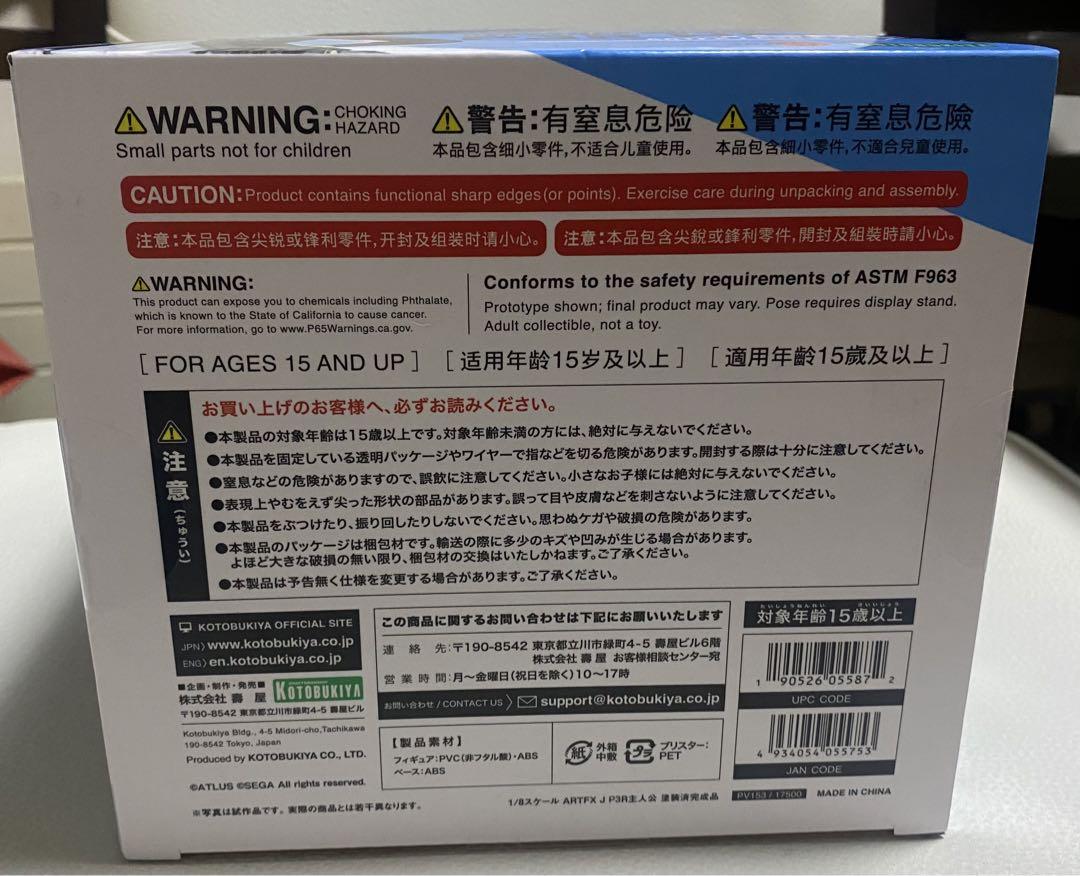 WARNING: CHOKING HAZARD
Small parts not for children
警告:有窒息危险
本品包含细小零件,不适合儿童使用。
警告:有窒息危險
本品包含細小零件,不適合兒童使用。
CAUTION: Product contains functional sharp edges(or points). Exercise care during unpacking and assembly.
注意:本品包含尖锐或锋利零件,开封及组装时请小心。
注意:本品包含尖銳或鋒利零件,開封及組裝時請小心。
WARNING:
This product can expose you to chemicals including Phthalate,
which is known to the State of California to cause cancer.
For more information, go to www.P65Warnings.ca.gov.
Conforms to the safety requirements of ASTM F963
Prototype shown; final product may vary. Pose requires display stand.
Adult collectible, not a toy.
[FOR AGES 15 AND UP] [适用年龄15岁及以上] [適用年齡15歲及以上]
注意(ちゅうい)
お買い上げのお客様へ、必ずお読みください。
●本製品の対象年齢は15歳以上です。対象年齢未満の方には、絶対に与えないでください。
●本製品を固定している透明パッケージやワイヤーで指などを切る危険があります。開封する際は十分に注意してください。
●窒息などの危険がありますので、誤飲に注意してください。小さなお子様には絶対に与えないでください。
●表現上やむをえず尖った形状の部品があります。誤って目や皮膚などを刺さないように注意してください。
●本製品をぶつけたり、振り回したりしないでください。思わぬケガや破損の危険があります。
●本製品のパッケージは梱包材です。輸送の際に多少のキズや凹みが生じる場合があります。
よほど大きな破損の無い限り、梱包材の交換はいたしかねます。ご了承ください。
●本製品は予告無く仕様を変更する場合があります。ご了承ください。
KOTOBUKIYA OFFICIAL SITE
JPN〉www.kotobukiya.co.jp
ENG〉en.kotobukiya.co.jp
■企画・制作・発売■
株式会社 壽 屋
KOTOBUKIYA
〒190-8542 東京都立川市緑町4-5 壽屋ビル
Kotobukiya Bldg., 4-5 Midori-cho,Tachikawa
190-8542 Tokyo, Japan
Produced by KOTOBUKIYA CO., LTD.
©ATLUS ©SEGA All rights reserved.
※写真は試作品です。実際の商品とは若干異なります。
この商品に関するお問い合わせは下記にお願いいたします
連絡先:〒190-8542 東京都立川市緑町4-5 壽屋ビル6階
株式会社 壽 屋 お客様相談センター宛
営業時間:月〜金曜日(祝日を除く)10〜17時
お問い合わせ / CONTACT US 〉 support@kotobukiya.co.jp
【製品素材】
フィギュア:PVC(非フタル酸)・ABS
ベース:ABS
紙
外箱
中敷
プラ
ブリスター:
PET
1/8スケール ARTFX J P3R主人公 塗装済完成品
たいしょうねんれい さいいじょう
対象年齢15歳以上
1 90526 05587 2
UPC CODE
4 934054 055753
JAN CODE
PV153 / 17500
MADE IN CHINA